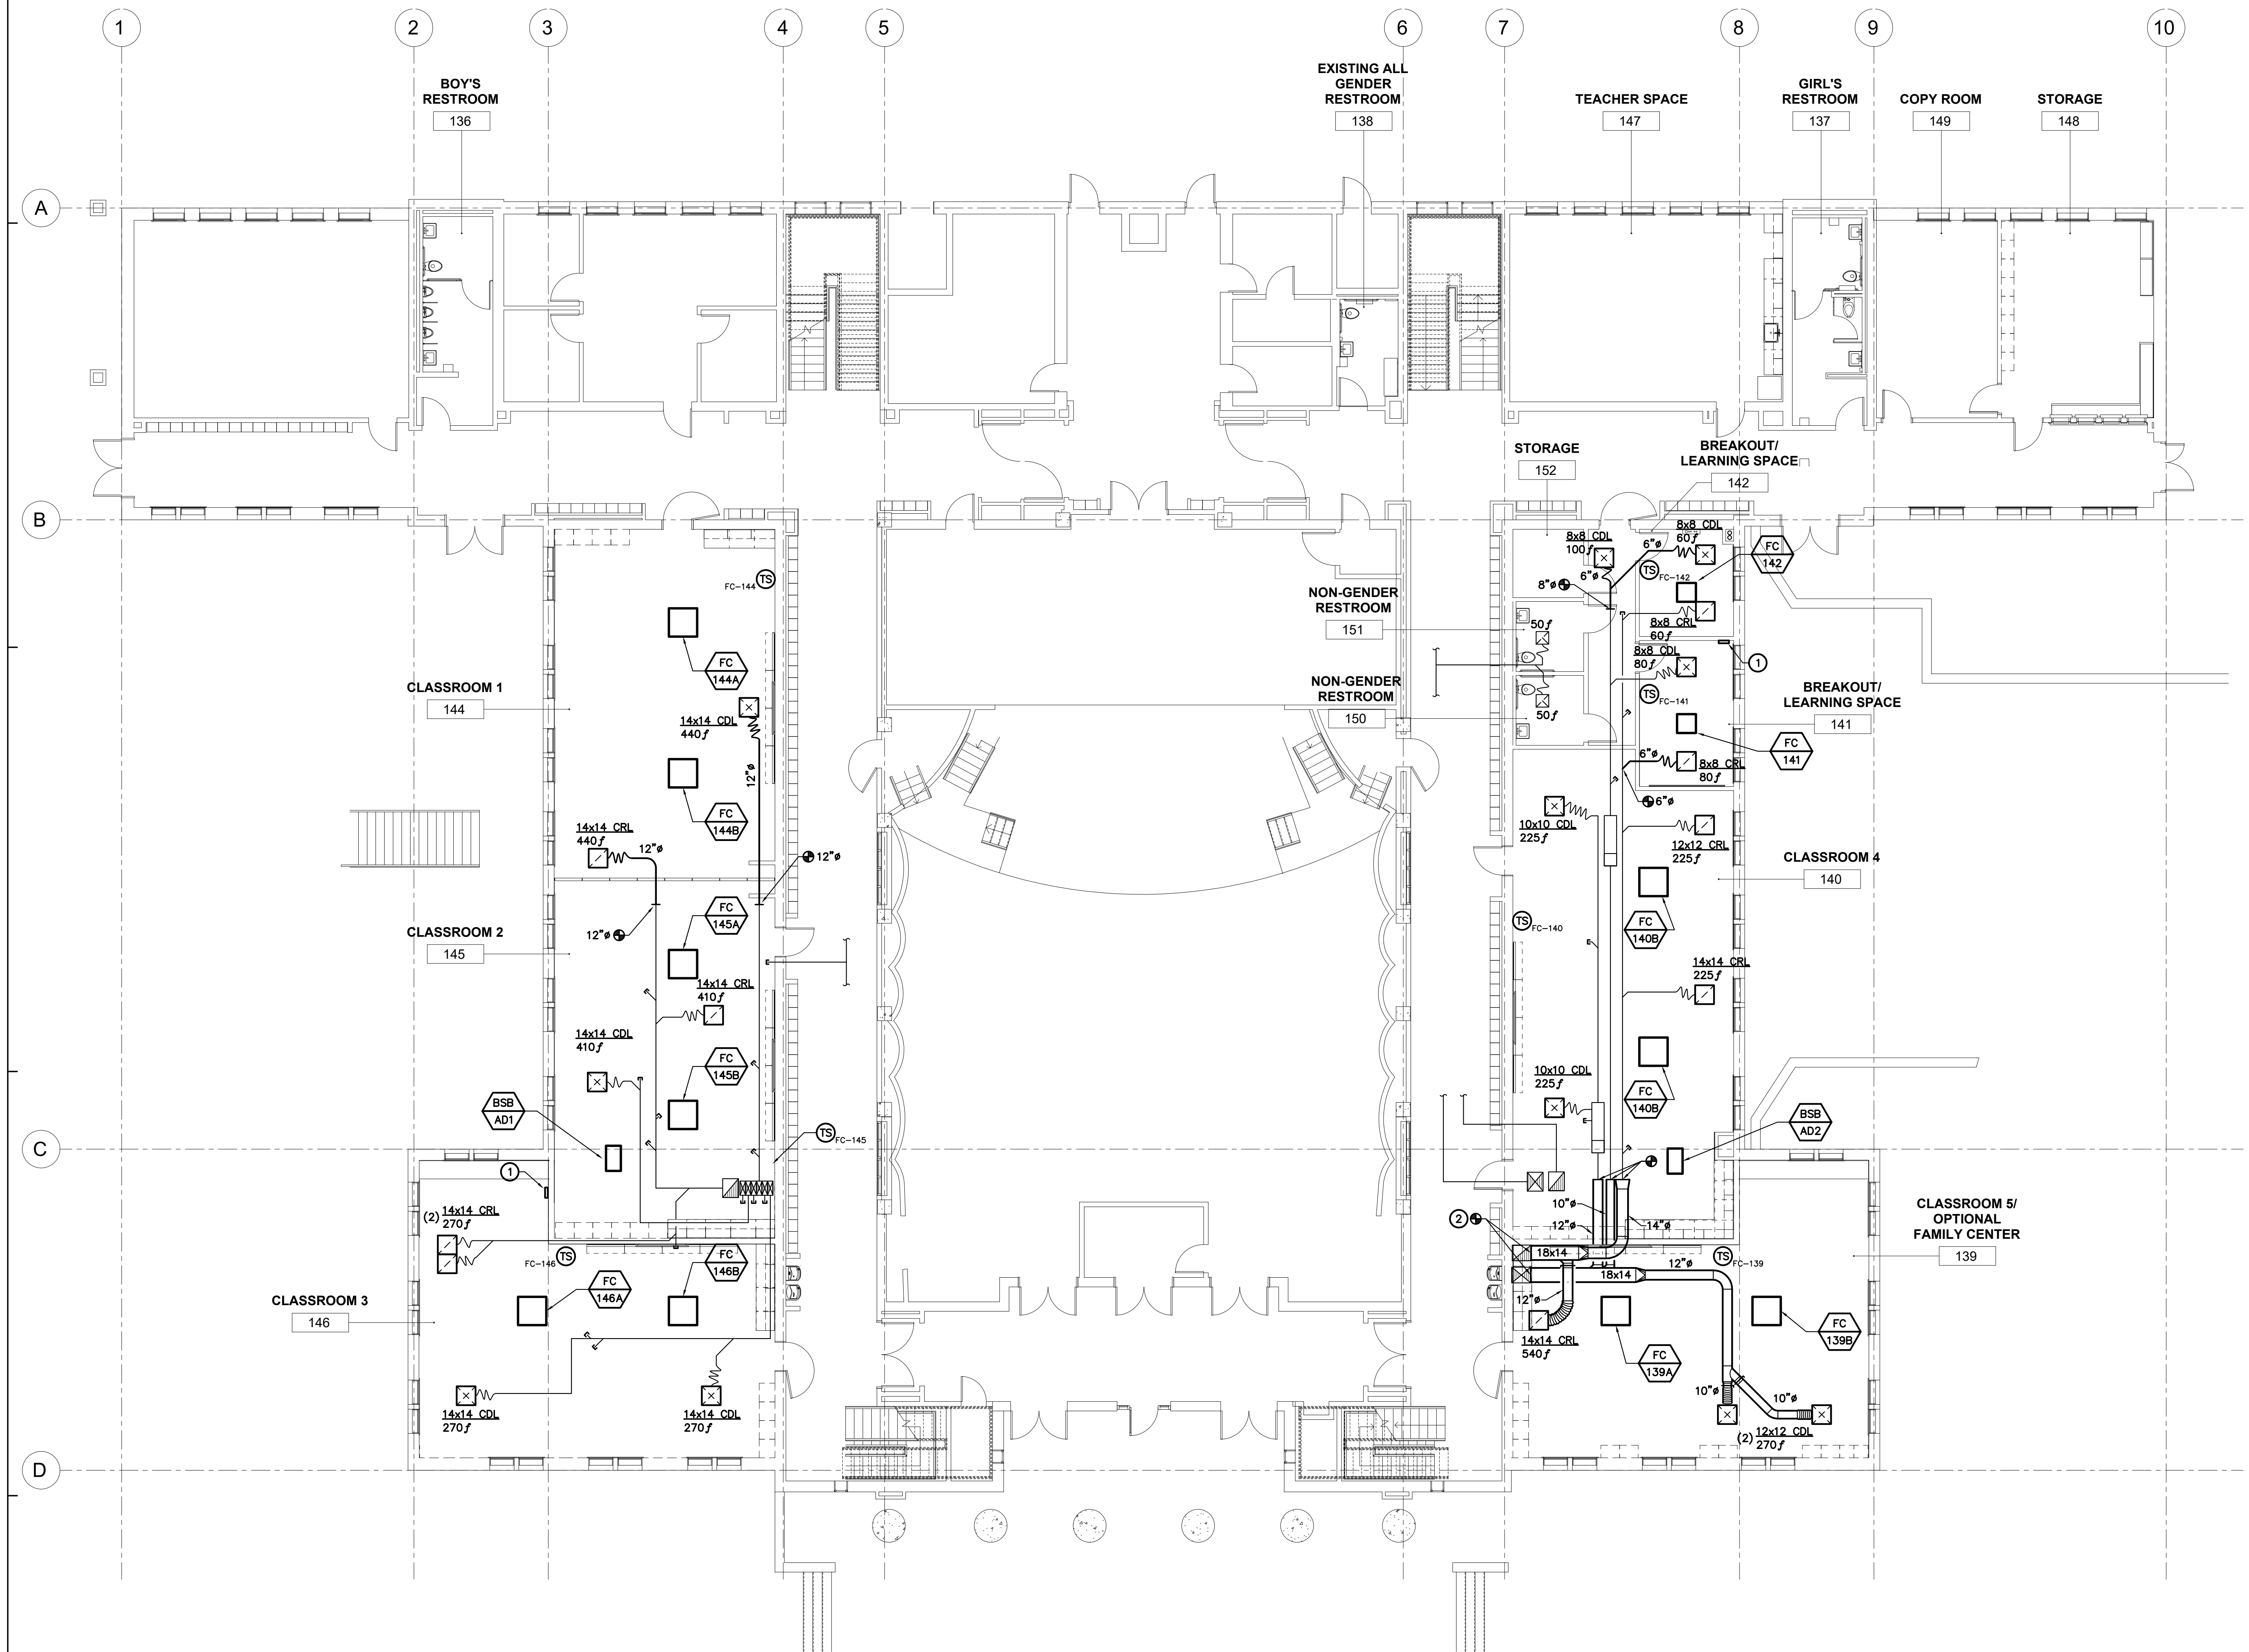 1
2
3
4
5
6
7
8
9
10
BOY'S
RESTROOM
136
EXISTING ALL
GENDER
RESTROOM
138
TEACHER SPACE
147
GIRL'S
RESTROOM
137
COPY ROOM
149
STORAGE
148
A
STORAGE
152
BREAKOUT/
LEARNING SPACE
142
B
8x8 CDL
100ƒ
6"ø
8x8 CDL
60ƒ
6"ø
FC
142
TS
FC-142
8"ø
8x8 CRL
60ƒ
TS
FC-144
NON-GENDER
RESTROOM
151
50ƒ
8x8 CDL
80ƒ
1
FC
144A
CLASSROOM 1
144
14x14 CDL
440ƒ
12"ø
NON-GENDER
RESTROOM
150
50ƒ
TS
FC-141
BREAKOUT/
LEARNING SPACE
141
FC
141
6"ø
8x8 CRL
80ƒ
6"ø
FC
144B
14x14 CRL
440ƒ
12"ø
12"ø
10x10 CDL
225ƒ
12x12 CRL
225ƒ
CLASSROOM 4
140
FC
145A
CLASSROOM 2
145
12"ø
TS
FC-140
FC
140B
14x14 CRL
410ƒ
14x14 CRL
225ƒ
14x14 CDL
410ƒ
FC
145B
10x10 CDL
225ƒ
FC
140B
BSB
AD1
TS
FC-145
BSB
AD2
C
1
(2) 14x14 CRL
270ƒ
10"ø
12"ø
14"ø
2
CLASSROOM 5/
OPTIONAL
FAMILY CENTER
139
TS
FC-146
FC
146A
FC
146B
18x14
18x14
12"ø
TS
FC-139
12"ø
CLASSROOM 3
146
14x14 CRL
540ƒ
FC
139A
FC
139B
10"ø
10"ø
14x14 CDL
270ƒ
14x14 CDL
270ƒ
(2) 12x12 CDL
270ƒ
D